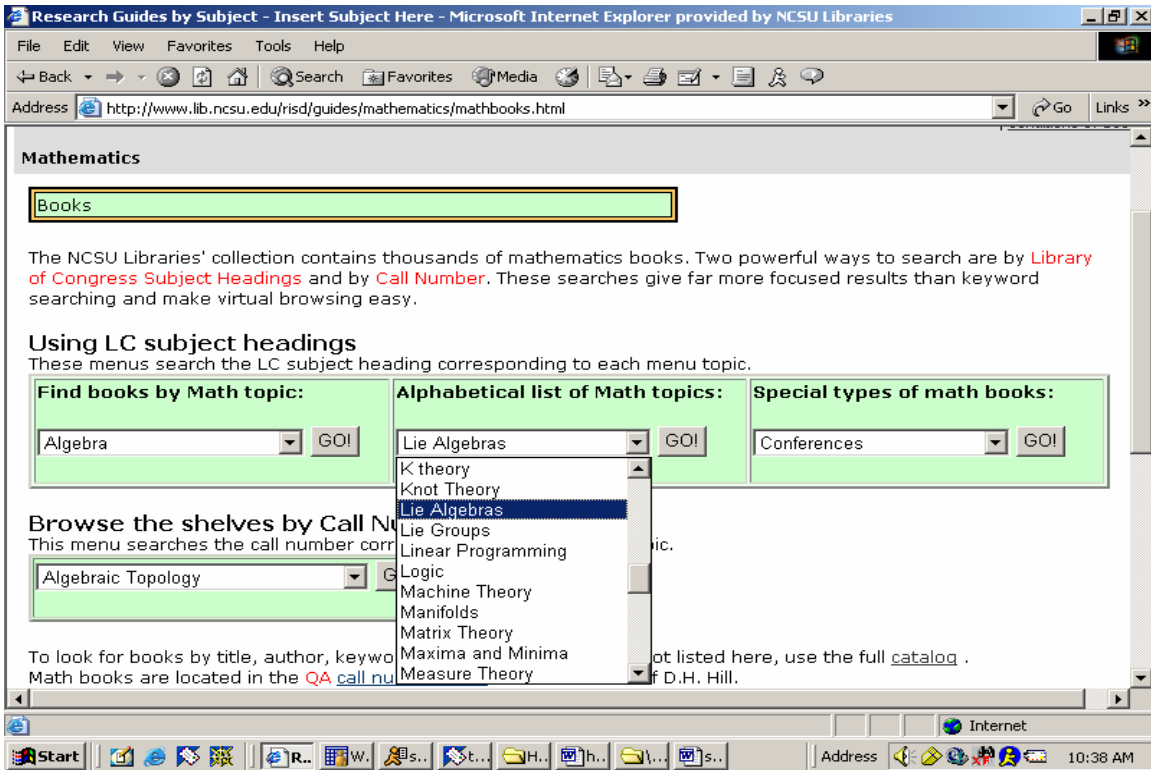 Research Guides by Subject - Insert Subject Here - Microsoft Internet Explorer provided by NCSU Libraries
File Edit View Favorites Tools Help
Back Search Favorites Media
Address http://www.lib.ncsu.edu/risd/guides/mathematics/mathbooks.html Go Links »
Mathematics
Books
The NCSU Libraries' collection contains thousands of mathematics books. Two powerful ways to search are by Library
of Congress Subject Headings and by Call Number. These searches give far more focused results than keyword
searching and make virtual browsing easy.
Using LC subject headings
These menus search the LC subject heading corresponding to each menu topic.
Find books by Math topic: Alphabetical list of Math topics: Special types of math books:
Algebra GO! Lie Algebras GO! Conferences GO!
K theory
Knot Theory
Lie Algebras
Lie Groups
Linear Programming
Logic
Machine Theory
Manifolds
Matrix Theory
Maxima and Minima
Measure Theory
Browse the shelves by Call Nu
This menu searches the call number corr ic.
Algebraic Topology G
To look for books by title, author, keywo ot listed here, use the full catalog .
Math books are located in the QA call nu f D.H. Hill.
Internet
Start R.. W. s.. t... H.. h.. \... s.. Address 10:38 AM